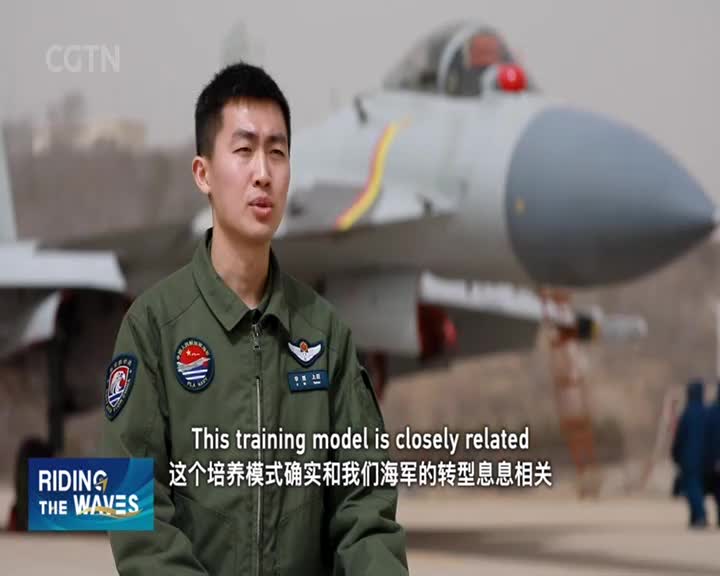 CGTN
PLA NAVY
This training model is closely related
这个培养模式确实和我们海军的转型息息相关
RIDING
THE WAVES